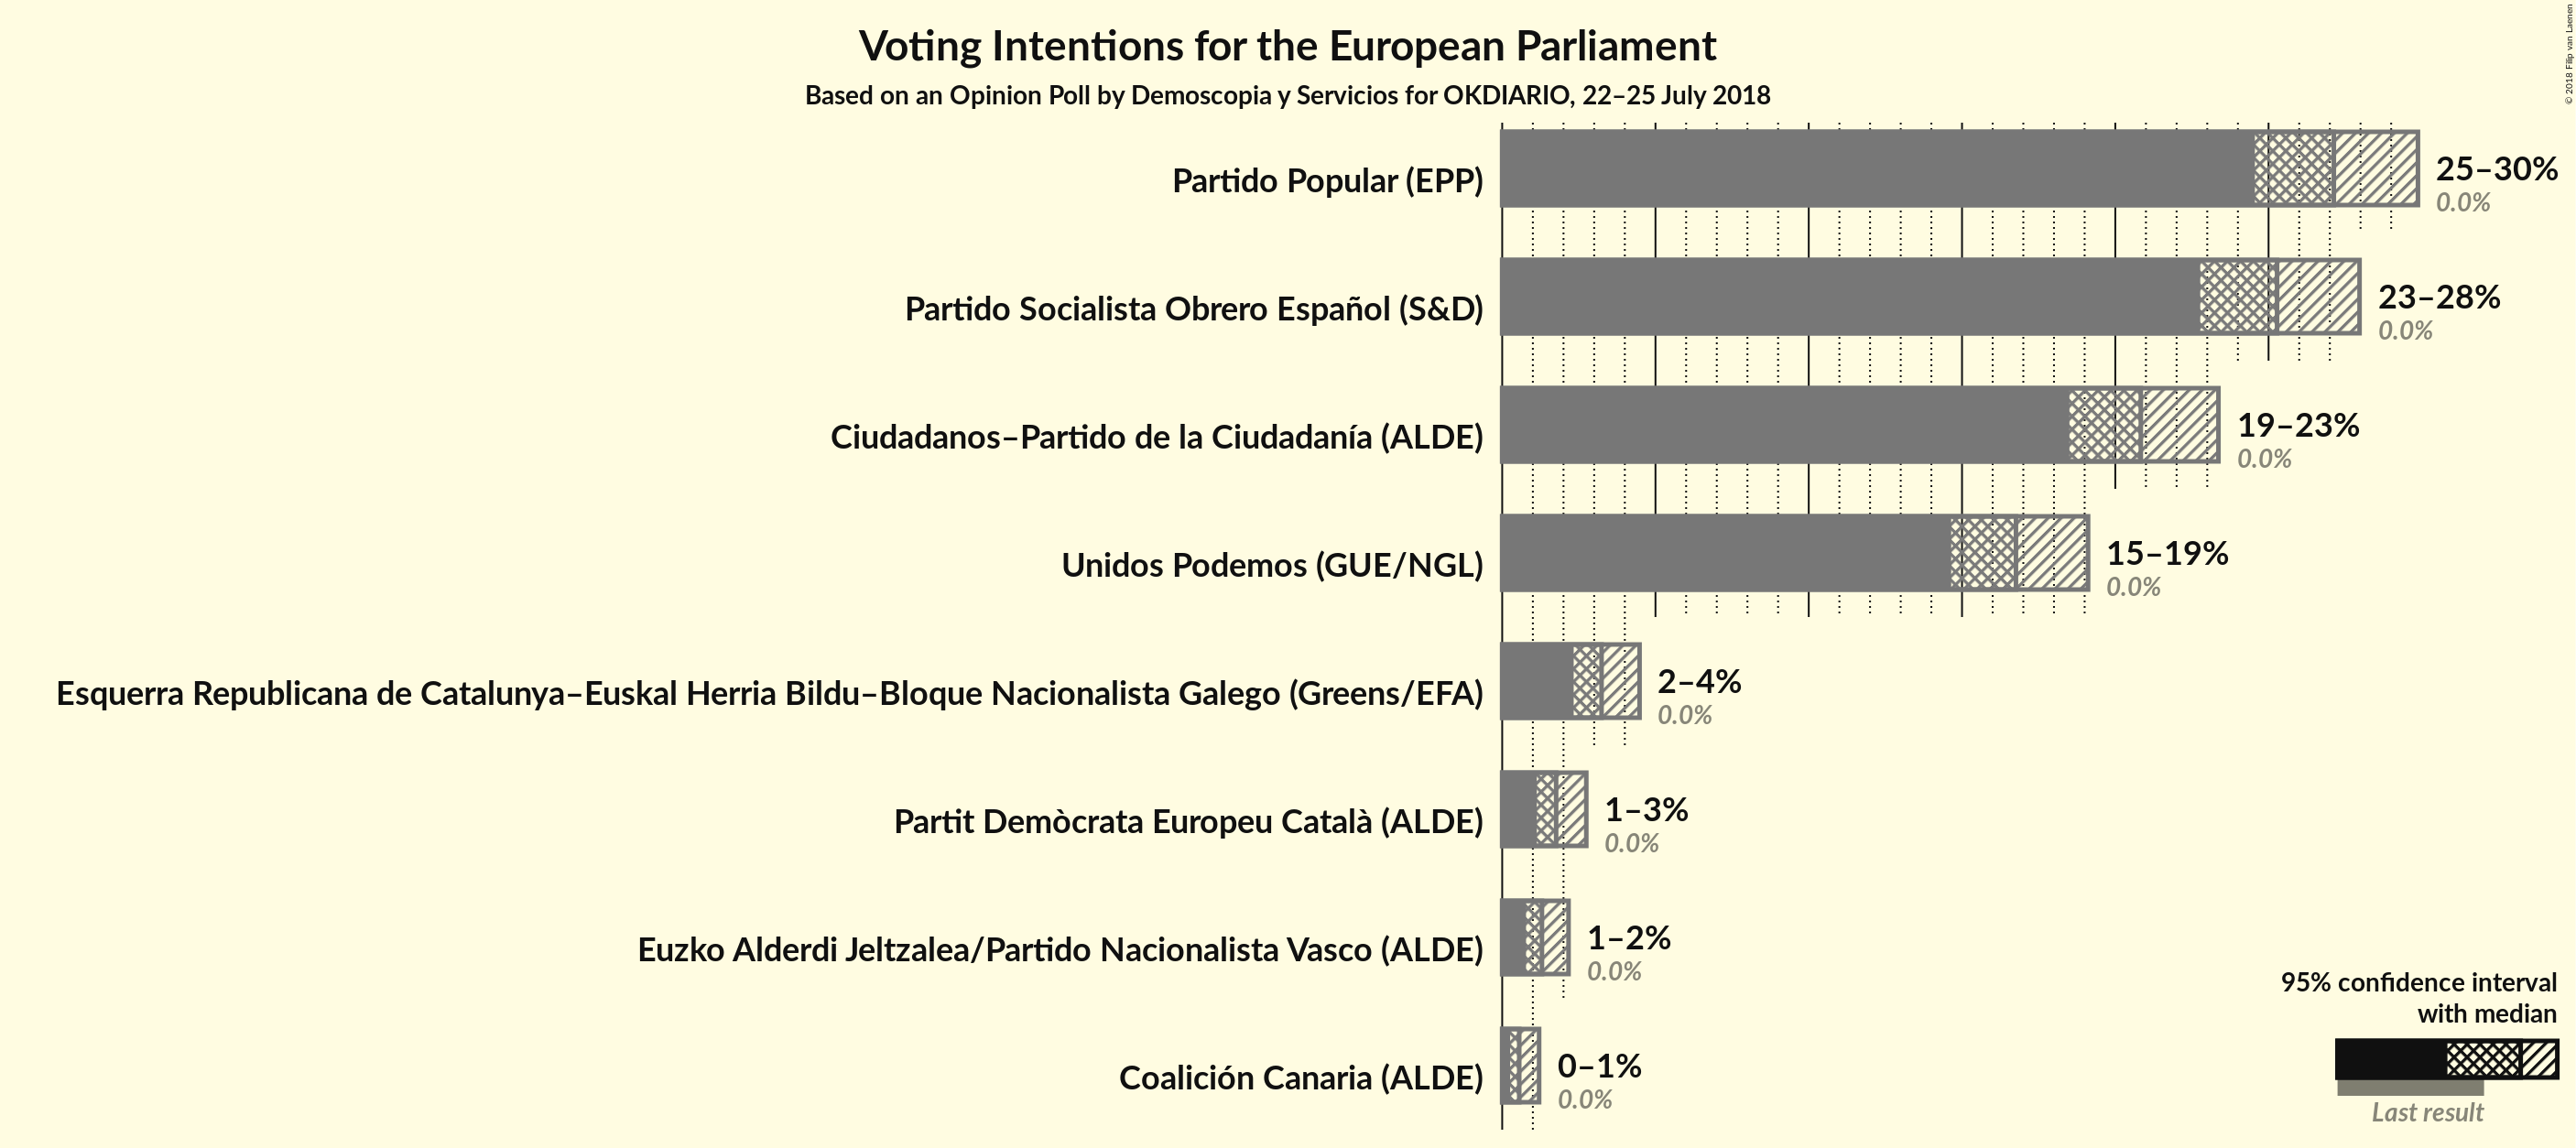 Voting Intentions for the European Parliament
Based on an Opinion Poll by Demoscopia y Servicios for OKDIARIO, 22–25 July 2018
© 2018 Filip van Laenen
Partido Popular (EPP)
25–30%
0.0%
Partido Socialista Obrero Español (S&D)
23–28%
0.0%
Ciudadanos–Partido de la Ciudadanía (ALDE)
19–23%
0.0%
Unidos Podemos (GUE/NGL)
15–19%
0.0%
Esquerra Republicana de Catalunya–Euskal Herria Bildu–Bloque Nacionalista Galego (Greens/EFA)
2–4%
0.0%
Partit Demòcrata Europeu Català (ALDE)
1–3%
0.0%
Euzko Alderdi Jeltzalea/Partido Nacionalista Vasco (ALDE)
1–2%
0.0%
Coalición Canaria (ALDE)
0–1%
0.0%
95% confidence interval
with median
Last result